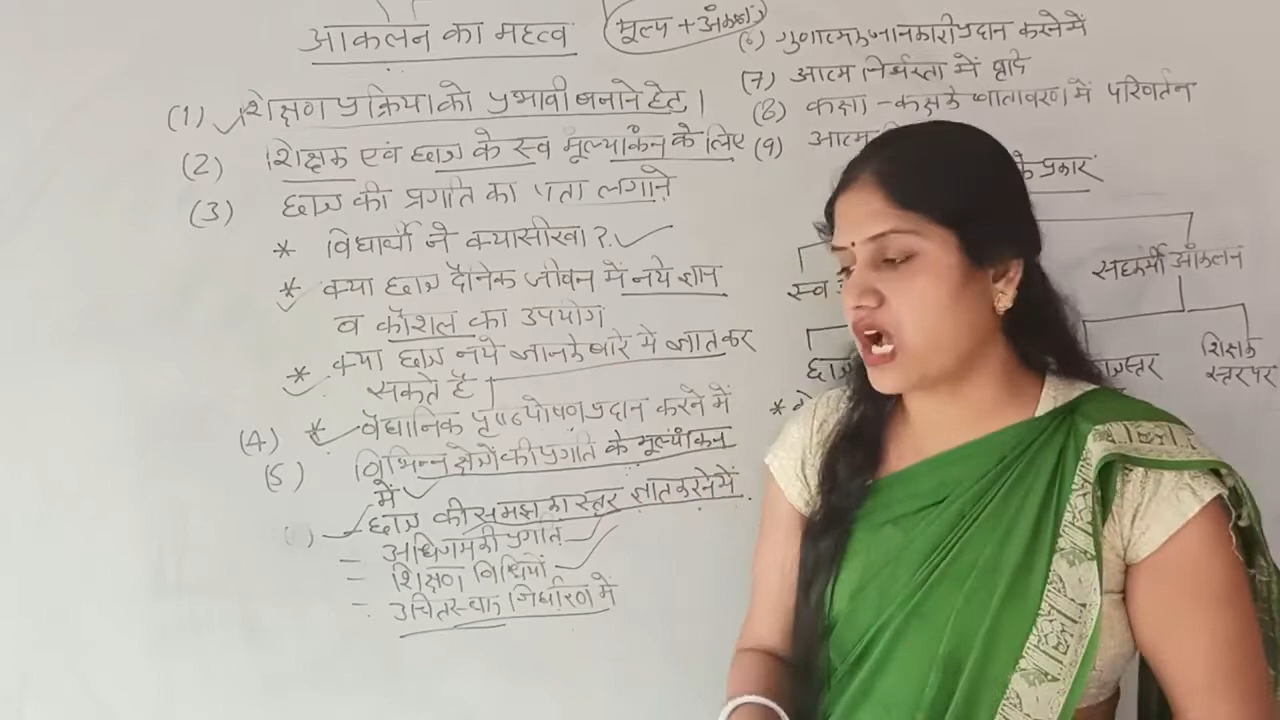 आकलन का महत्व
मूल्य + अंकन
(1) शिक्षण प्रक्रिया को प्रभावी बनाने हेतु।
(2) शिक्षक एवं छात्र के स्व मूल्यांकन के लिए
(3) छात्र की प्रगति का पता लगाने
* विद्यार्थी ने क्या सीखा?
* क्या छात्र दैनिक जीवन में नये ज्ञान
व कौशल का उपयोग
* क्या छात्र नये ज्ञान के बारे में ज्ञात कर
सकते है।
(4) * वैधानिक पृष्ठपोषण प्रदान करने में
(5) विभिन्न क्षेत्रों की प्रगति के मूल्यांकन
में
छात्र की समझ का स्तर ज्ञात करने में
- अधिगम की प्रगति
- शिक्षण विधियों
- उचित स्थान निर्धारण में
(6) गुणात्मक जानकारी प्रदान करने में
(7) आत्म निर्भरता में वृद्धि
(8) कक्षा - कक्ष के वातावरण में परिवर्तन
(9) आत्म
के प्रकार
स्व
सहकर्मी आंकलन
छात्र
स्तर
शिक्षक
स्तर पर